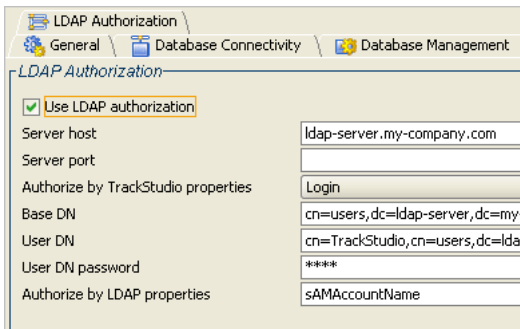 LDAP Authorization
General Database Connectivity Database Management
LDAP Authorization
Use LDAP authorization
Server host ldap-server.my-company.com
Server port
Authorize by TrackStudio properties Login
Base DN cn=users,dc=ldap-server,dc=my-
User DN cn=TrackStudio,cn=users,dc=lda
User DN password ****
Authorize by LDAP properties sAMAccountName